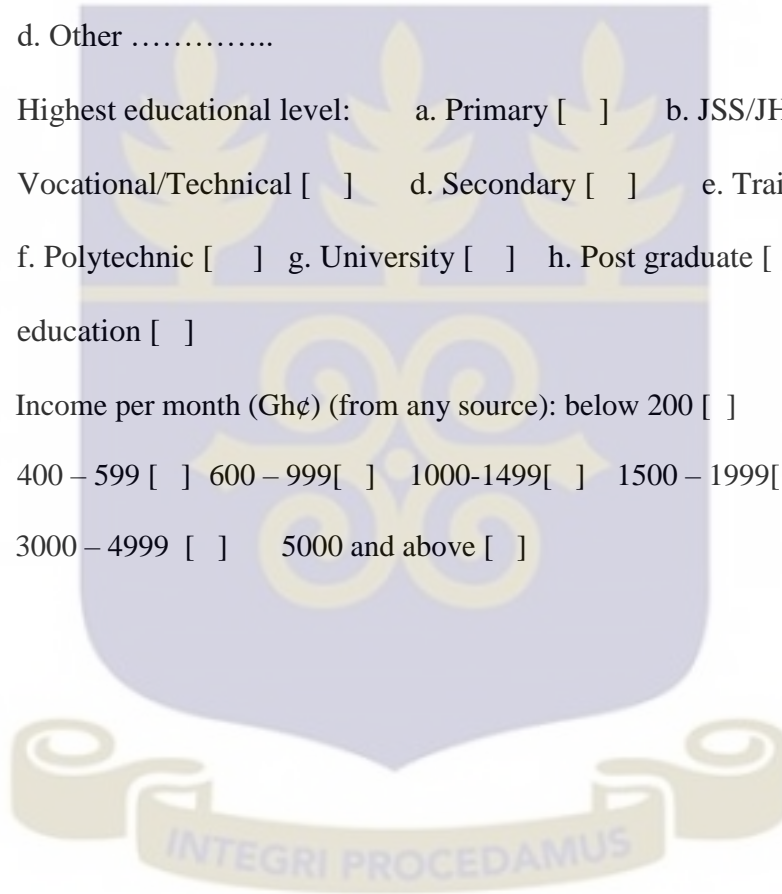 d. Other …………..
Highest educational level: a. Primary [ ] b. JSS/JH
Vocational/Technical [ ] d. Secondary [ ] e. Trai
f. Polytechnic [ ] g. University [ ] h. Post graduate [
education [ ]
Income per month (Gh¢) (from any source): below 200 [ ]
400 – 599 [ ] 600 – 999[ ] 1000-1499[ ] 1500 – 1999[
3000 – 4999 [ ] 5000 and above [ ]
INTEGRI PROCEDAMUS